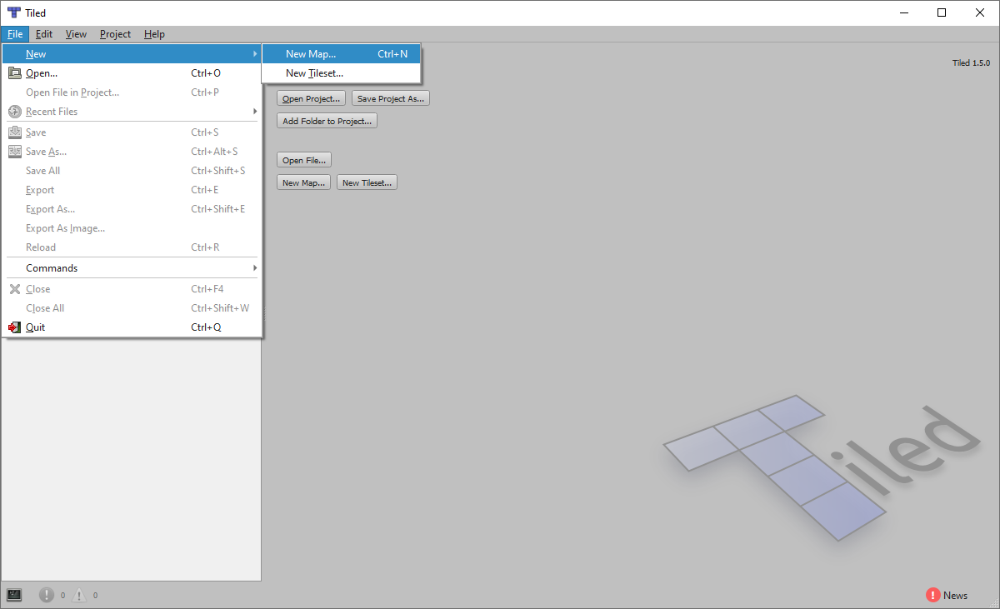 Tiled
File Edit View Project Help
New
New Map... Ctrl+N
Tiled 1.5.0
Open... Ctrl+O
New Tileset...
Open File in Project... Ctrl+P
Open Project... Save Project As...
Recent Files
Add Folder to Project...
Save Ctrl+S
Save As... Ctrl+Alt+S
Open File...
Save All Ctrl+Shift+S
New Map... New Tileset...
Export Ctrl+E
Export As... Ctrl+Shift+E
Export As Image...
Reload Ctrl+R
Commands
Close Ctrl+F4
Close All Ctrl+Shift+W
Quit Ctrl+Q
Tiled
0 0
News